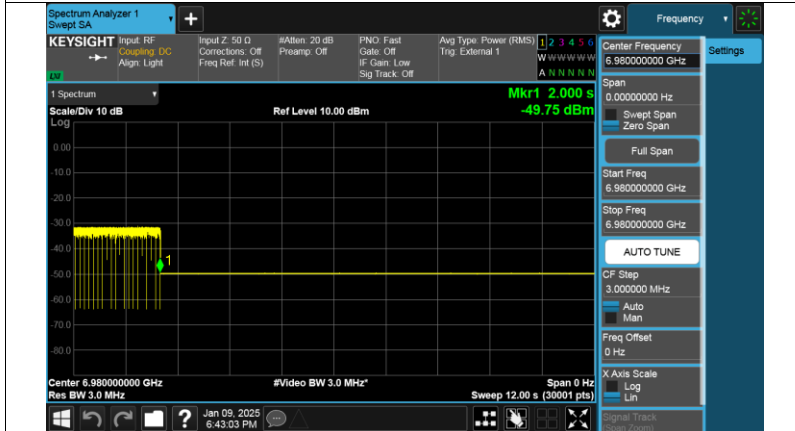 Spectrum Analyzer 1
Swept SA
Frequency
KEYSIGHT
Input: RF
Coupling: DC
Align: Light
Input Z: 50 Ω
Corrections: Off
Freq Ref: Int (S)
#Atten: 20 dB
Preamp: Off
PNO: Fast
Gate: Off
IF Gain: Low
Sig Track: Off
Avg Type: Power (RMS)
Trig: External 1
1 2 3 4 5 6
W W W W W W
A N N N N N
LXI
1 Spectrum
Scale/Div 10 dB
Ref Level 10.00 dBm
Mkr1 2.000 s
-49.75 dBm
Log
0.00
-10.0
-20.0
-30.0
-40.0
-50.0
-60.0
-70.0
-80.0
1
Center 6.980000000 GHz
Res BW 3.0 MHz
#Video BW 3.0 MHz*
Span 0 Hz
Sweep 12.00 s (30001 pts)
?
Jan 09, 2025
6:43:03 PM
Center Frequency
6.980000000 GHz
Settings
Span
0.00000000 Hz
Swept Span
Zero Span
Full Span
Start Freq
6.980000000 GHz
Stop Freq
6.980000000 GHz
AUTO TUNE
CF Step
3.000000 MHz
Auto
Man
Freq Offset
0 Hz
X Axis Scale
Log
Lin
Signal Track
(Span Zoom)